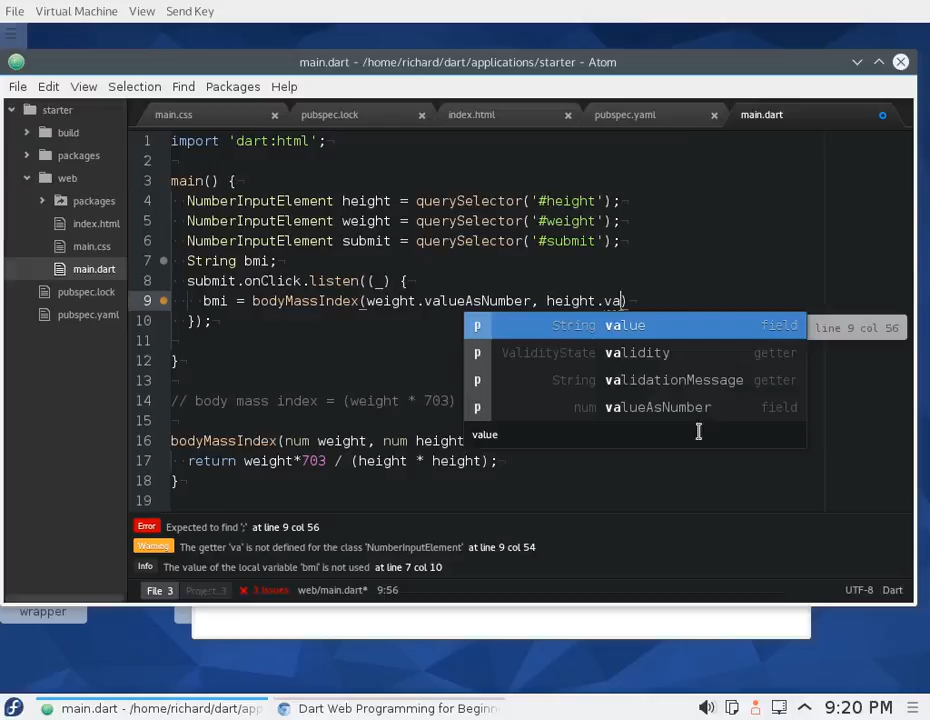 File Virtual Machine View Send Key
main.dart - /home/richard/dart/applications/starter - Atom
File Edit View Selection Find Packages Help
starter
build
packages
web
packages
index.html
main.css
main.dart
pubspec.lock
pubspec.yaml
main.css pubspec.lock index.html pubspec.yaml main.dart
1 import 'dart:html';
2
3 main() {
4 NumberInputElement height = querySelector('#height');
5 NumberInputElement weight = querySelector('#weight');
6 NumberInputElement submit = querySelector('#submit');
7 String bmi;
8 submit.onClick.listen((_) {
9 bmi = bodyMassIndex(weight.valueAsNumber, height.va)
10 });
11
12 }
13
14 // body mass index = (weight * 703)
15
16 bodyMassIndex(num weight, num height
17 return weight*703 / (height * height);
18 }
19
p String value field
p ValidityState validity getter
p String validationMessage getter
p num valueAsNumber field
value
line 9 col 56
Error Expected to find ';' at line 9 col 56
Warning The getter 'va' is not defined for the class 'NumberInputElement' at line 9 col 54
Info The value of the local variable 'bmi' is not used at line 7 col 10
File 3 Project 3 3 Issues web/main.dart* 9:56 UTF-8 Dart
wrapper
main.dart - /home/richard/dart/app Dart Web Programming for Beginn 9:20 PM